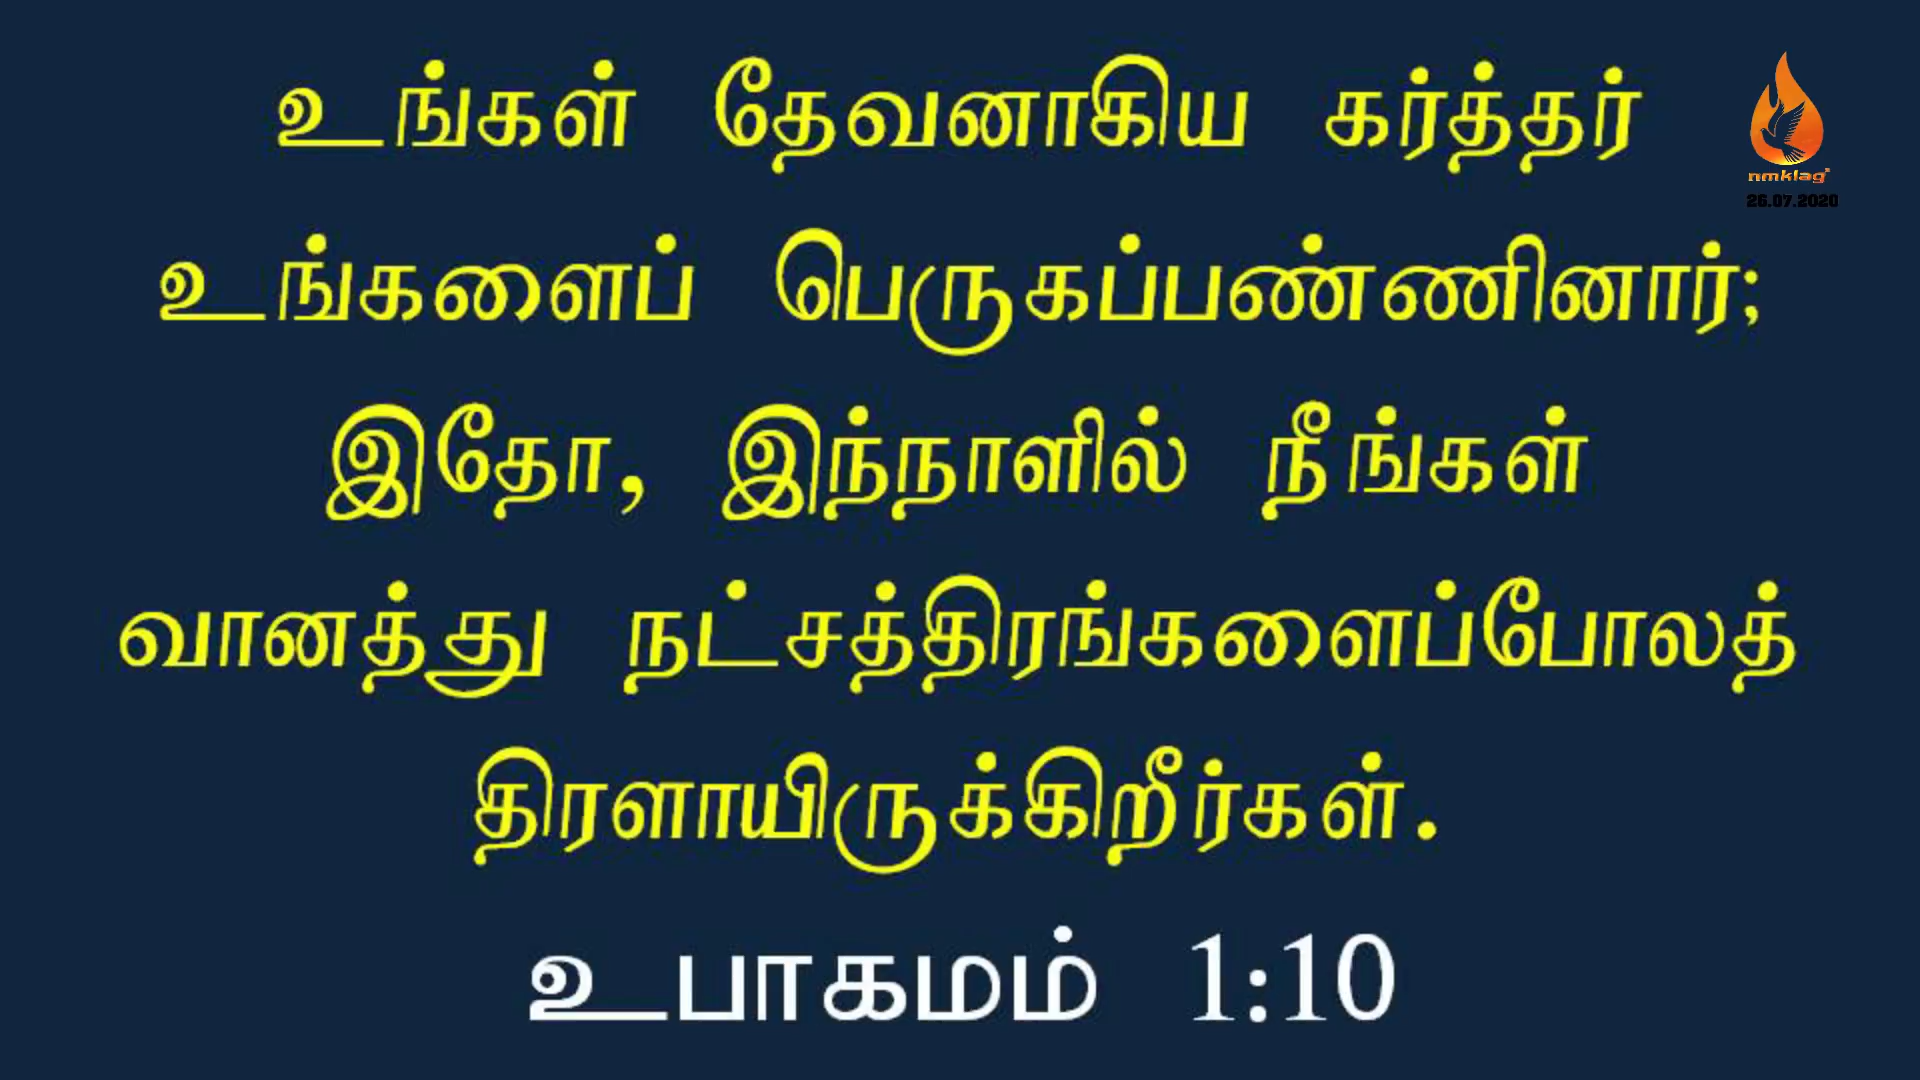 உங்கள் தேவனாகிய கர்த்தர்
உங்களைப் பெருகப்பண்ணினார்;
இதோ, இந்நாளில் நீங்கள்
வானத்து நட்சத்திரங்களைப்போலத்
திரளாயிருக்கிறீர்கள்.
உபாகமம் 1:10
nmklag
26.07.2020